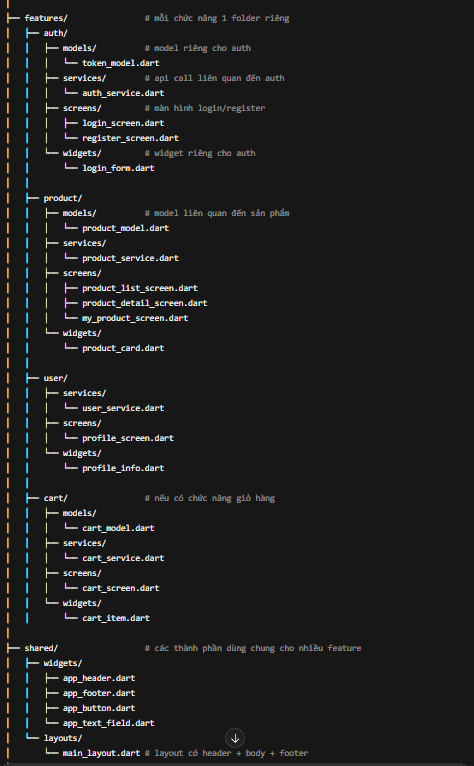 ├── features/ # mỗi chức năng 1 folder riêng
│ ├── auth/
│ │ ├── models/ # model riêng cho auth
│ │ │ └── token_model.dart
│ │ ├── services/ # api call liên quan đến auth
│ │ │ └── auth_service.dart
│ │ ├── screens/ # màn hình login/register
│ │ │ ├── login_screen.dart
│ │ │ └── register_screen.dart
│ │ └── widgets/ # widget riêng cho auth
│ │ └── login_form.dart
│ │
│ ├── product/
│ │ ├── models/ # model liên quan đến sản phẩm
│ │ │ └── product_model.dart
│ │ ├── services/
│ │ │ └── product_service.dart
│ │ ├── screens/
│ │ │ ├── product_list_screen.dart
│ │ │ ├── product_detail_screen.dart
│ │ │ └── my_product_screen.dart
│ │ └── widgets/
│ │ └── product_card.dart
│ │
│ ├── user/
│ │ ├── services/
│ │ │ └── user_service.dart
│ │ ├── screens/
│ │ │ └── profile_screen.dart
│ │ └── widgets/
│ │ └── profile_info.dart
│ │
│ ├── cart/ # nếu có chức năng giỏ hàng
│ │ ├── models/
│ │ │ └── cart_model.dart
│ │ ├── services/
│ │ │ └── cart_service.dart
│ │ ├── screens/
│ │ │ └── cart_screen.dart
│ │ └── widgets/
│ │ └── cart_item.dart
│
├── shared/ # các thành phần dùng chung cho nhiều feature
│ ├── widgets/
│ │ ├── app_header.dart
│ │ ├── app_footer.dart
│ │ ├── app_button.dart
│ │ └── app_text_field.dart
│ └── layouts/
│ └── main_layout.dart # layout có header + body + footer